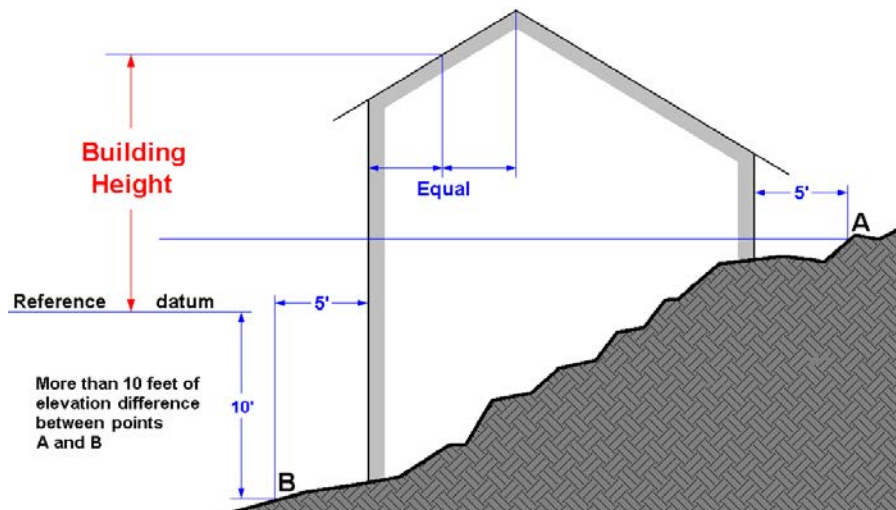 Building
Height
Equal
5'
A
Reference datum
5'
More than 10 feet of
elevation difference
between points
A and B
10'
B